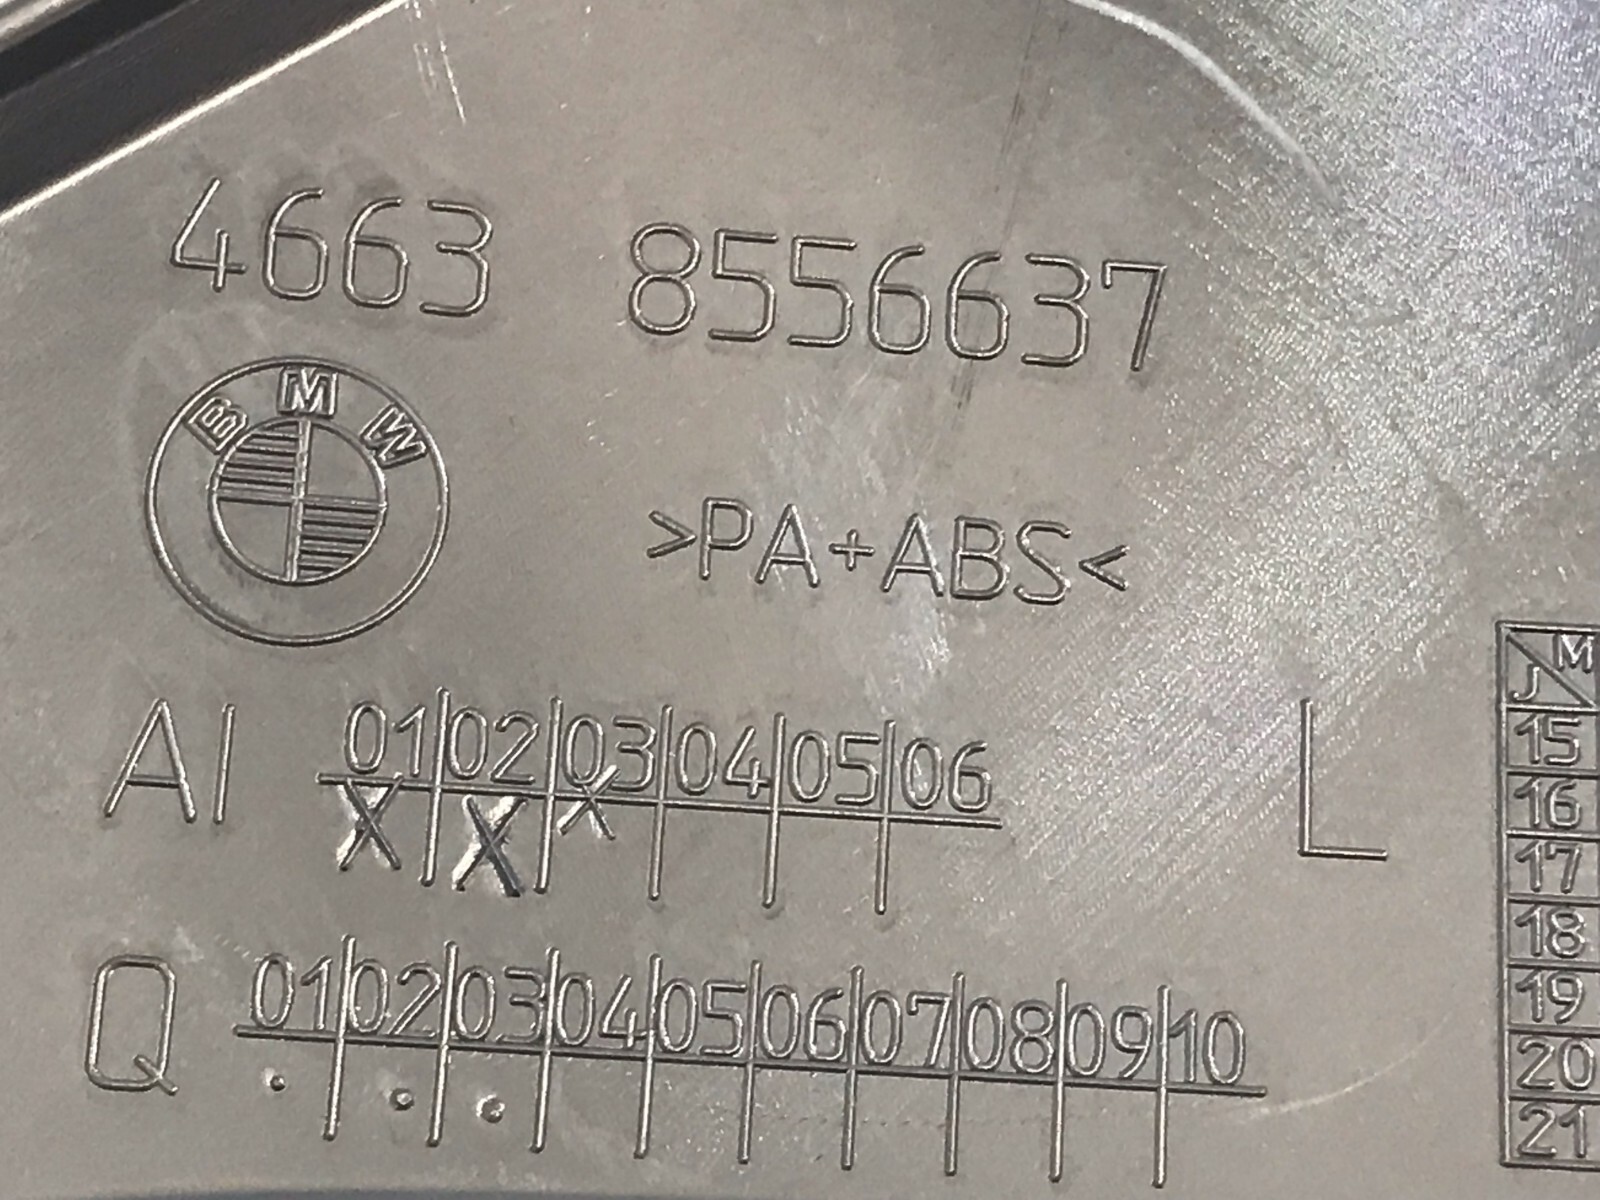 4663 8556637
BMW
>PA+ABS<
AI 01 02 03 04 05 06
X X X
L
Q 01 02 03 04 05 06 07 08 09 10
J M
15
16
17
18
19
20
21